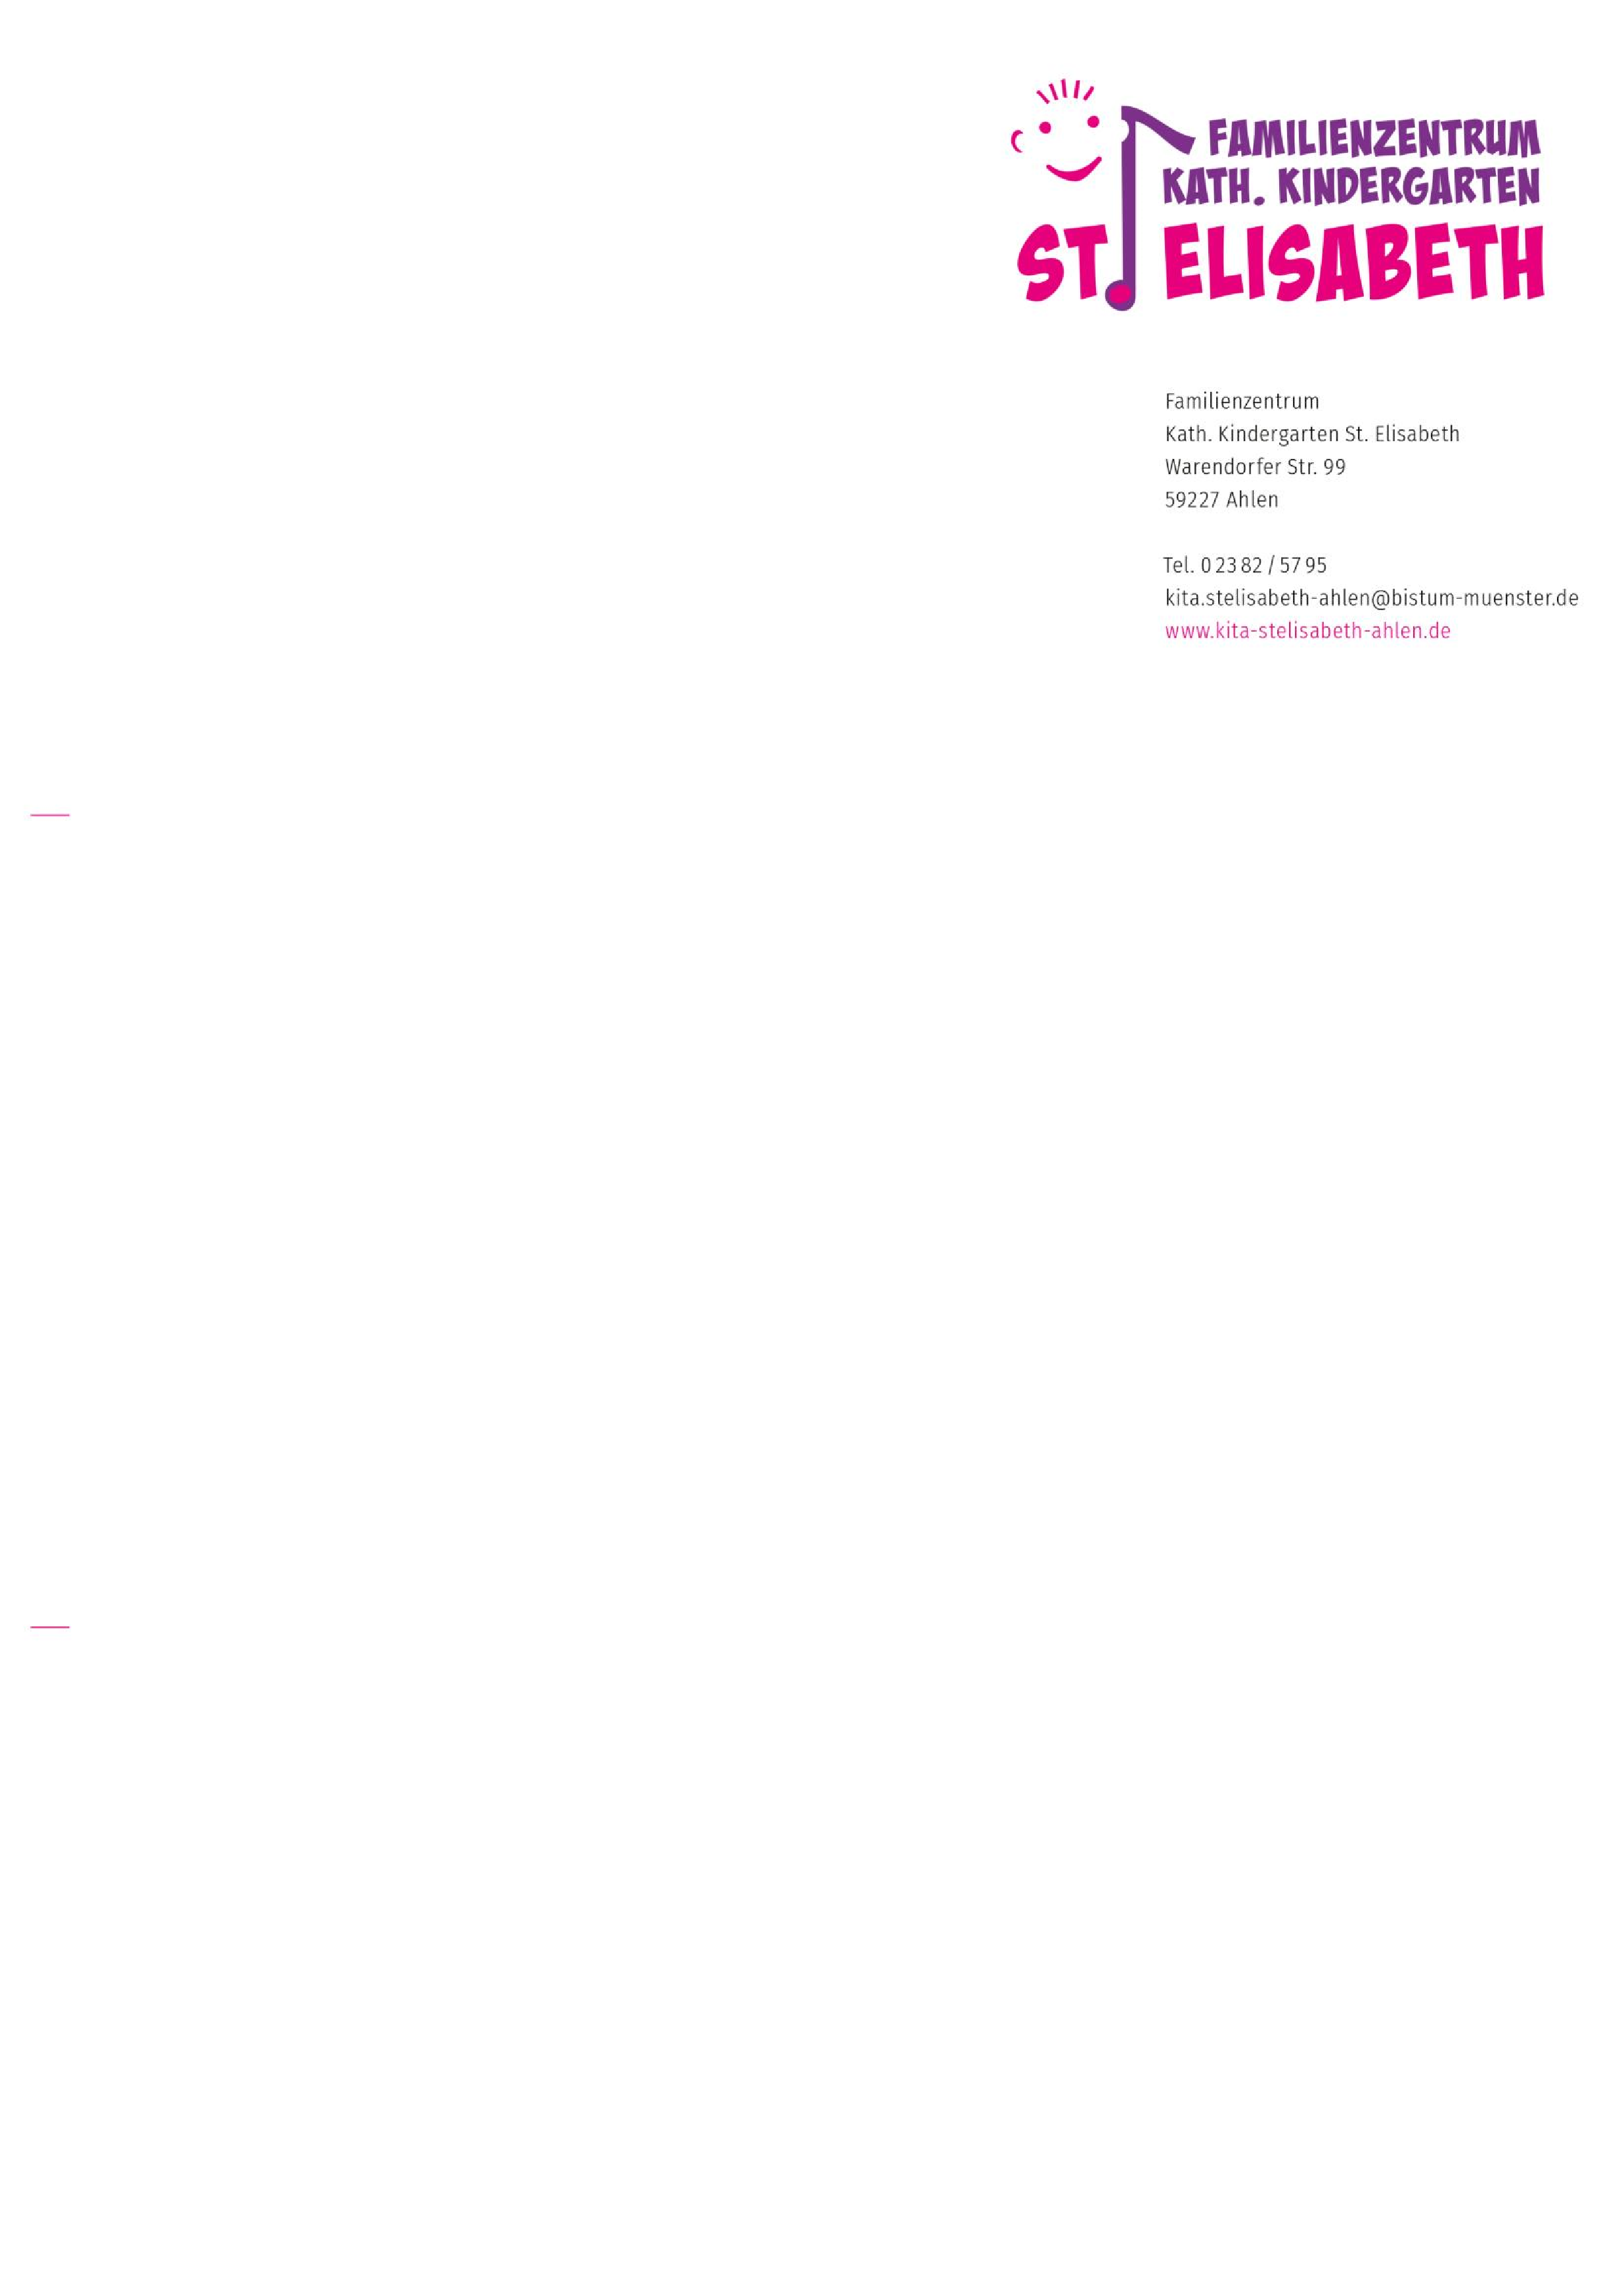 FAMILIENZENTRUM
KATH. KINDERGARTEN
ST. ELISABETH
Familienzentrum
Kath. Kindergarten St. Elisabeth
Warendorfer Str. 99
59227 Ahlen
Tel. 0 23 82 / 57 95
kita.stelisabeth-ahlen@bistum-muenster.de
www.kita-stelisabeth-ahlen.de